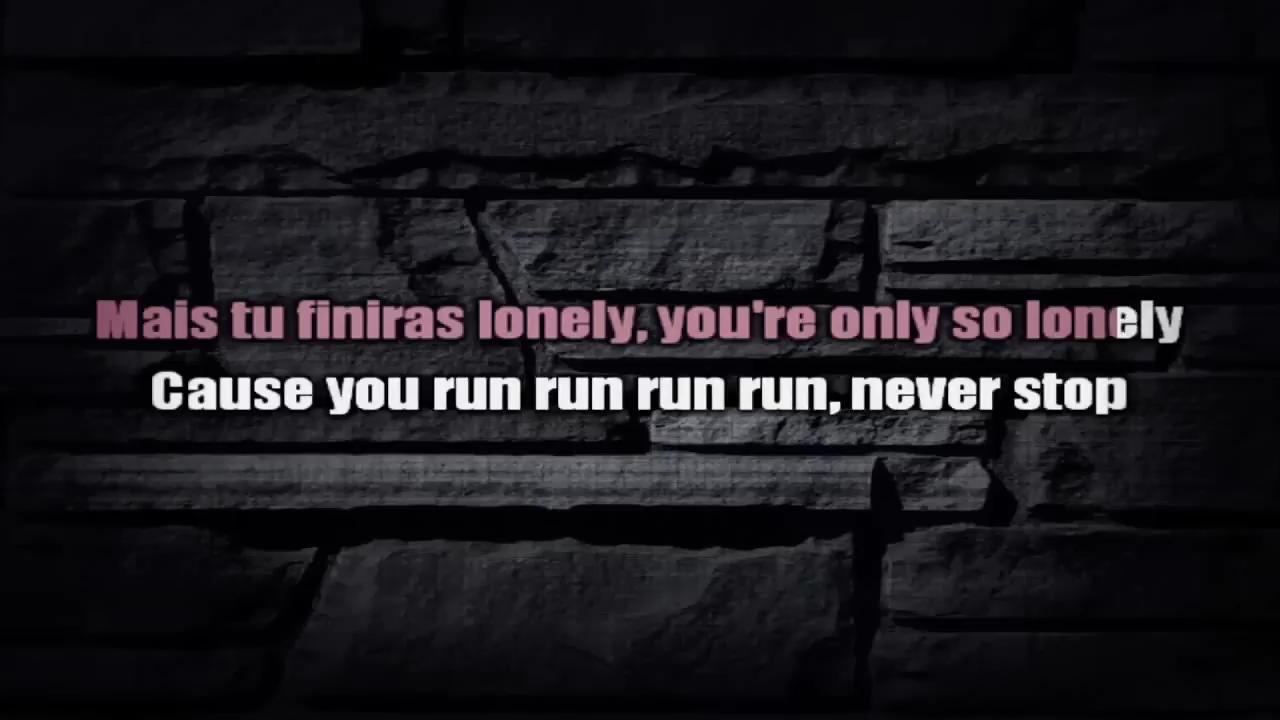 Mais tu finiras lonely, you're only so lonely
Cause you run run run run, never stop